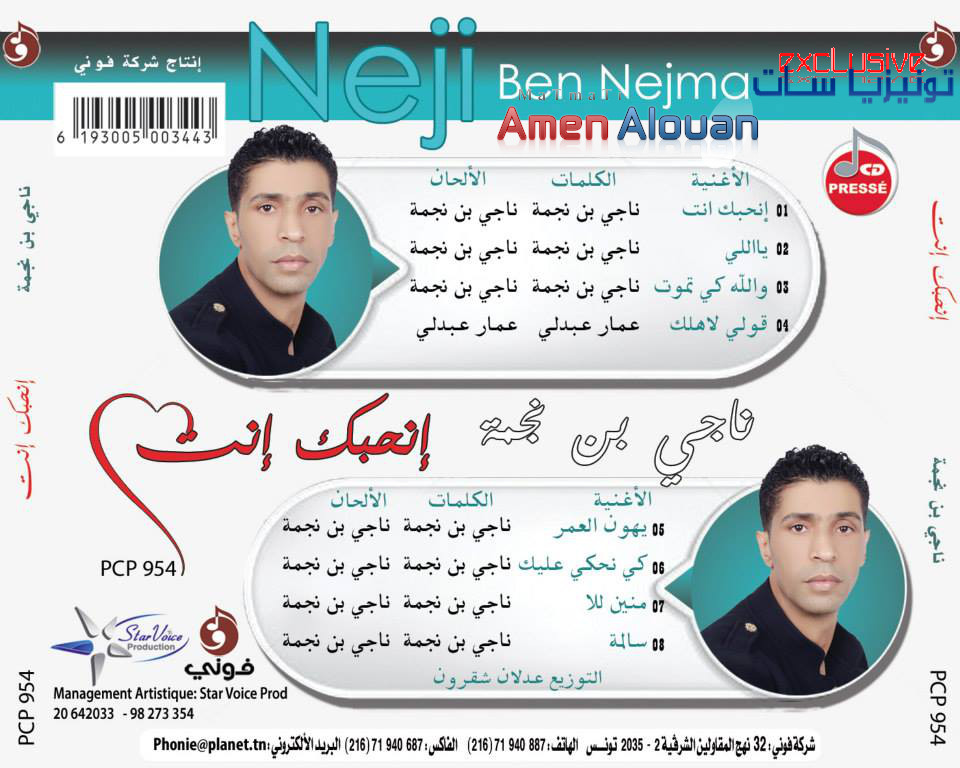 إنتاج شركة فوني
Neji
Ben Nejma
exclusive
تونيزيا سات
MaTmaTi
Amen Alouan
6 193005 003443
CD
PRESSÉ
الأغنية الكلمات الألحان
01 إنحبك انت ناجي بن نجمة ناجي بن نجمة
02 يااللي ناجي بن نجمة ناجي بن نجمة
03 والله كي تموت ناجي بن نجمة ناجي بن نجمة
04 قولي لاهلك عمار عبدلي عمار عبدلي
ناجي بن نجمة
إنحبك إنت
ناجي بن نجمة
إنحبك إنت
PCP 954
الأغنية الكلمات الألحان
05 يهون العمر ناجي بن نجمة ناجي بن نجمة
06 كي نحكي عليك ناجي بن نجمة ناجي بن نجمة
07 منين للا ناجي بن نجمة ناجي بن نجمة
08 سالمة ناجي بن نجمة ناجي بن نجمة
التوزيع عدلان شقرون
إنحبك إنت
ناجي بن نجمة
Star Voice
Production
فوني
Management Artistique: Star Voice Prod
20 642033 - 98 273 354
PCP 954
PCP 954
شركة فوني : 32 نهج المقاولين الشرقية 2 - 2035 تونس الهاتف : 887 940 71 (216) الفاكس : 687 940 71 (216) البريد الألكتروني : Phonie@planet.tn